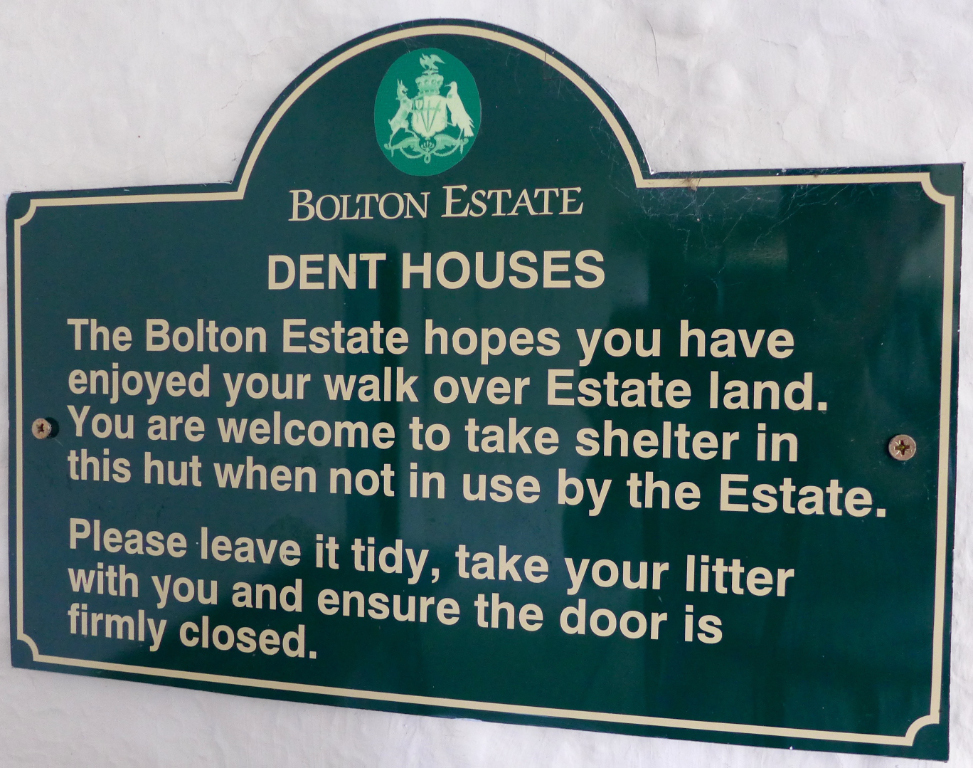 BOLTON ESTATE
DENT HOUSES
The Bolton Estate hopes you have
enjoyed your walk over Estate land.
You are welcome to take shelter in
this hut when not in use by the Estate.
Please leave it tidy, take your litter
with you and ensure the door is
firmly closed.